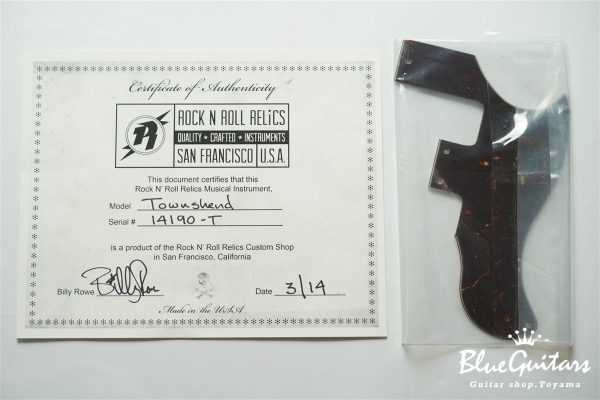 Certificate of Authenticity
R
ROCK N ROLL RELiCS
QUALITY ★ CRAFTED ★ INSTRUMENTS
SAN FRANCISCO U.S.A.
This document certifies that this
Rock N' Roll Relics Musical Instrument,
Model Townshend
Serial # 14190-T
is a product of the Rock N' Roll Relics Custom Shop
in San Francisco, California
Billy Rowe Billy Rowe Date 3/14
Made in the U.S.A
BlueGuitars
Guitar shop.Toyama